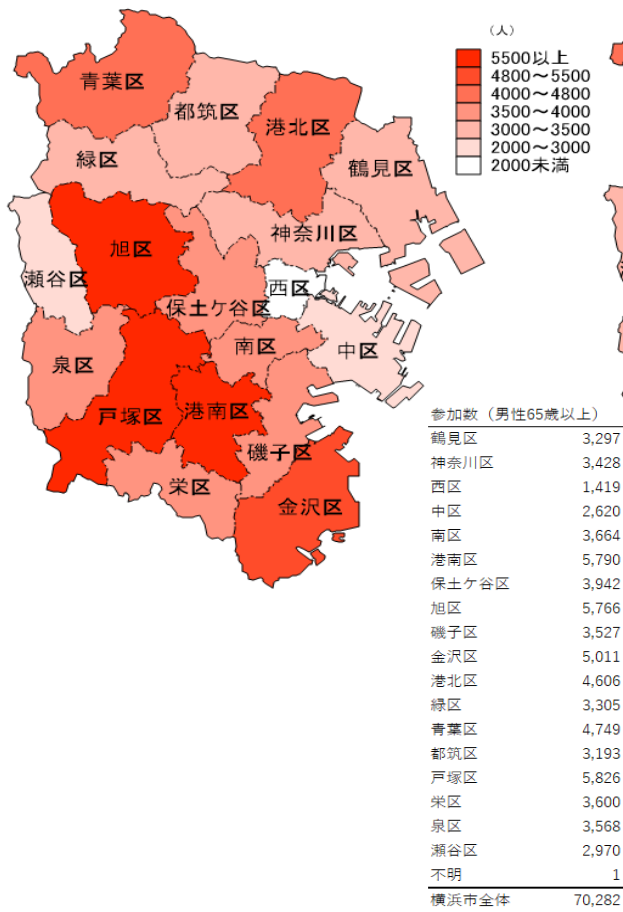 （人）
5500以上
4800～5500
4000～4800
3500～4000
3000～3500
2000～3000
2000未満
青葉区
都筑区
港北区
緑区
鶴見区
旭区
神奈川区
瀬谷区
西区
保土ケ谷区
南区
中区
泉区
戸塚区
港南区
磯子区
栄区
金沢区
参加数（男性65歳以上）
鶴見区 3,297
神奈川区 3,428
西区 1,419
中区 2,620
南区 3,664
港南区 5,790
保土ケ谷区 3,942
旭区 5,766
磯子区 3,527
金沢区 5,011
港北区 4,606
緑区 3,305
青葉区 4,749
都筑区 3,193
戸塚区 5,826
栄区 3,600
泉区 3,568
瀬谷区 2,970
不明 1
横浜市全体 70,282